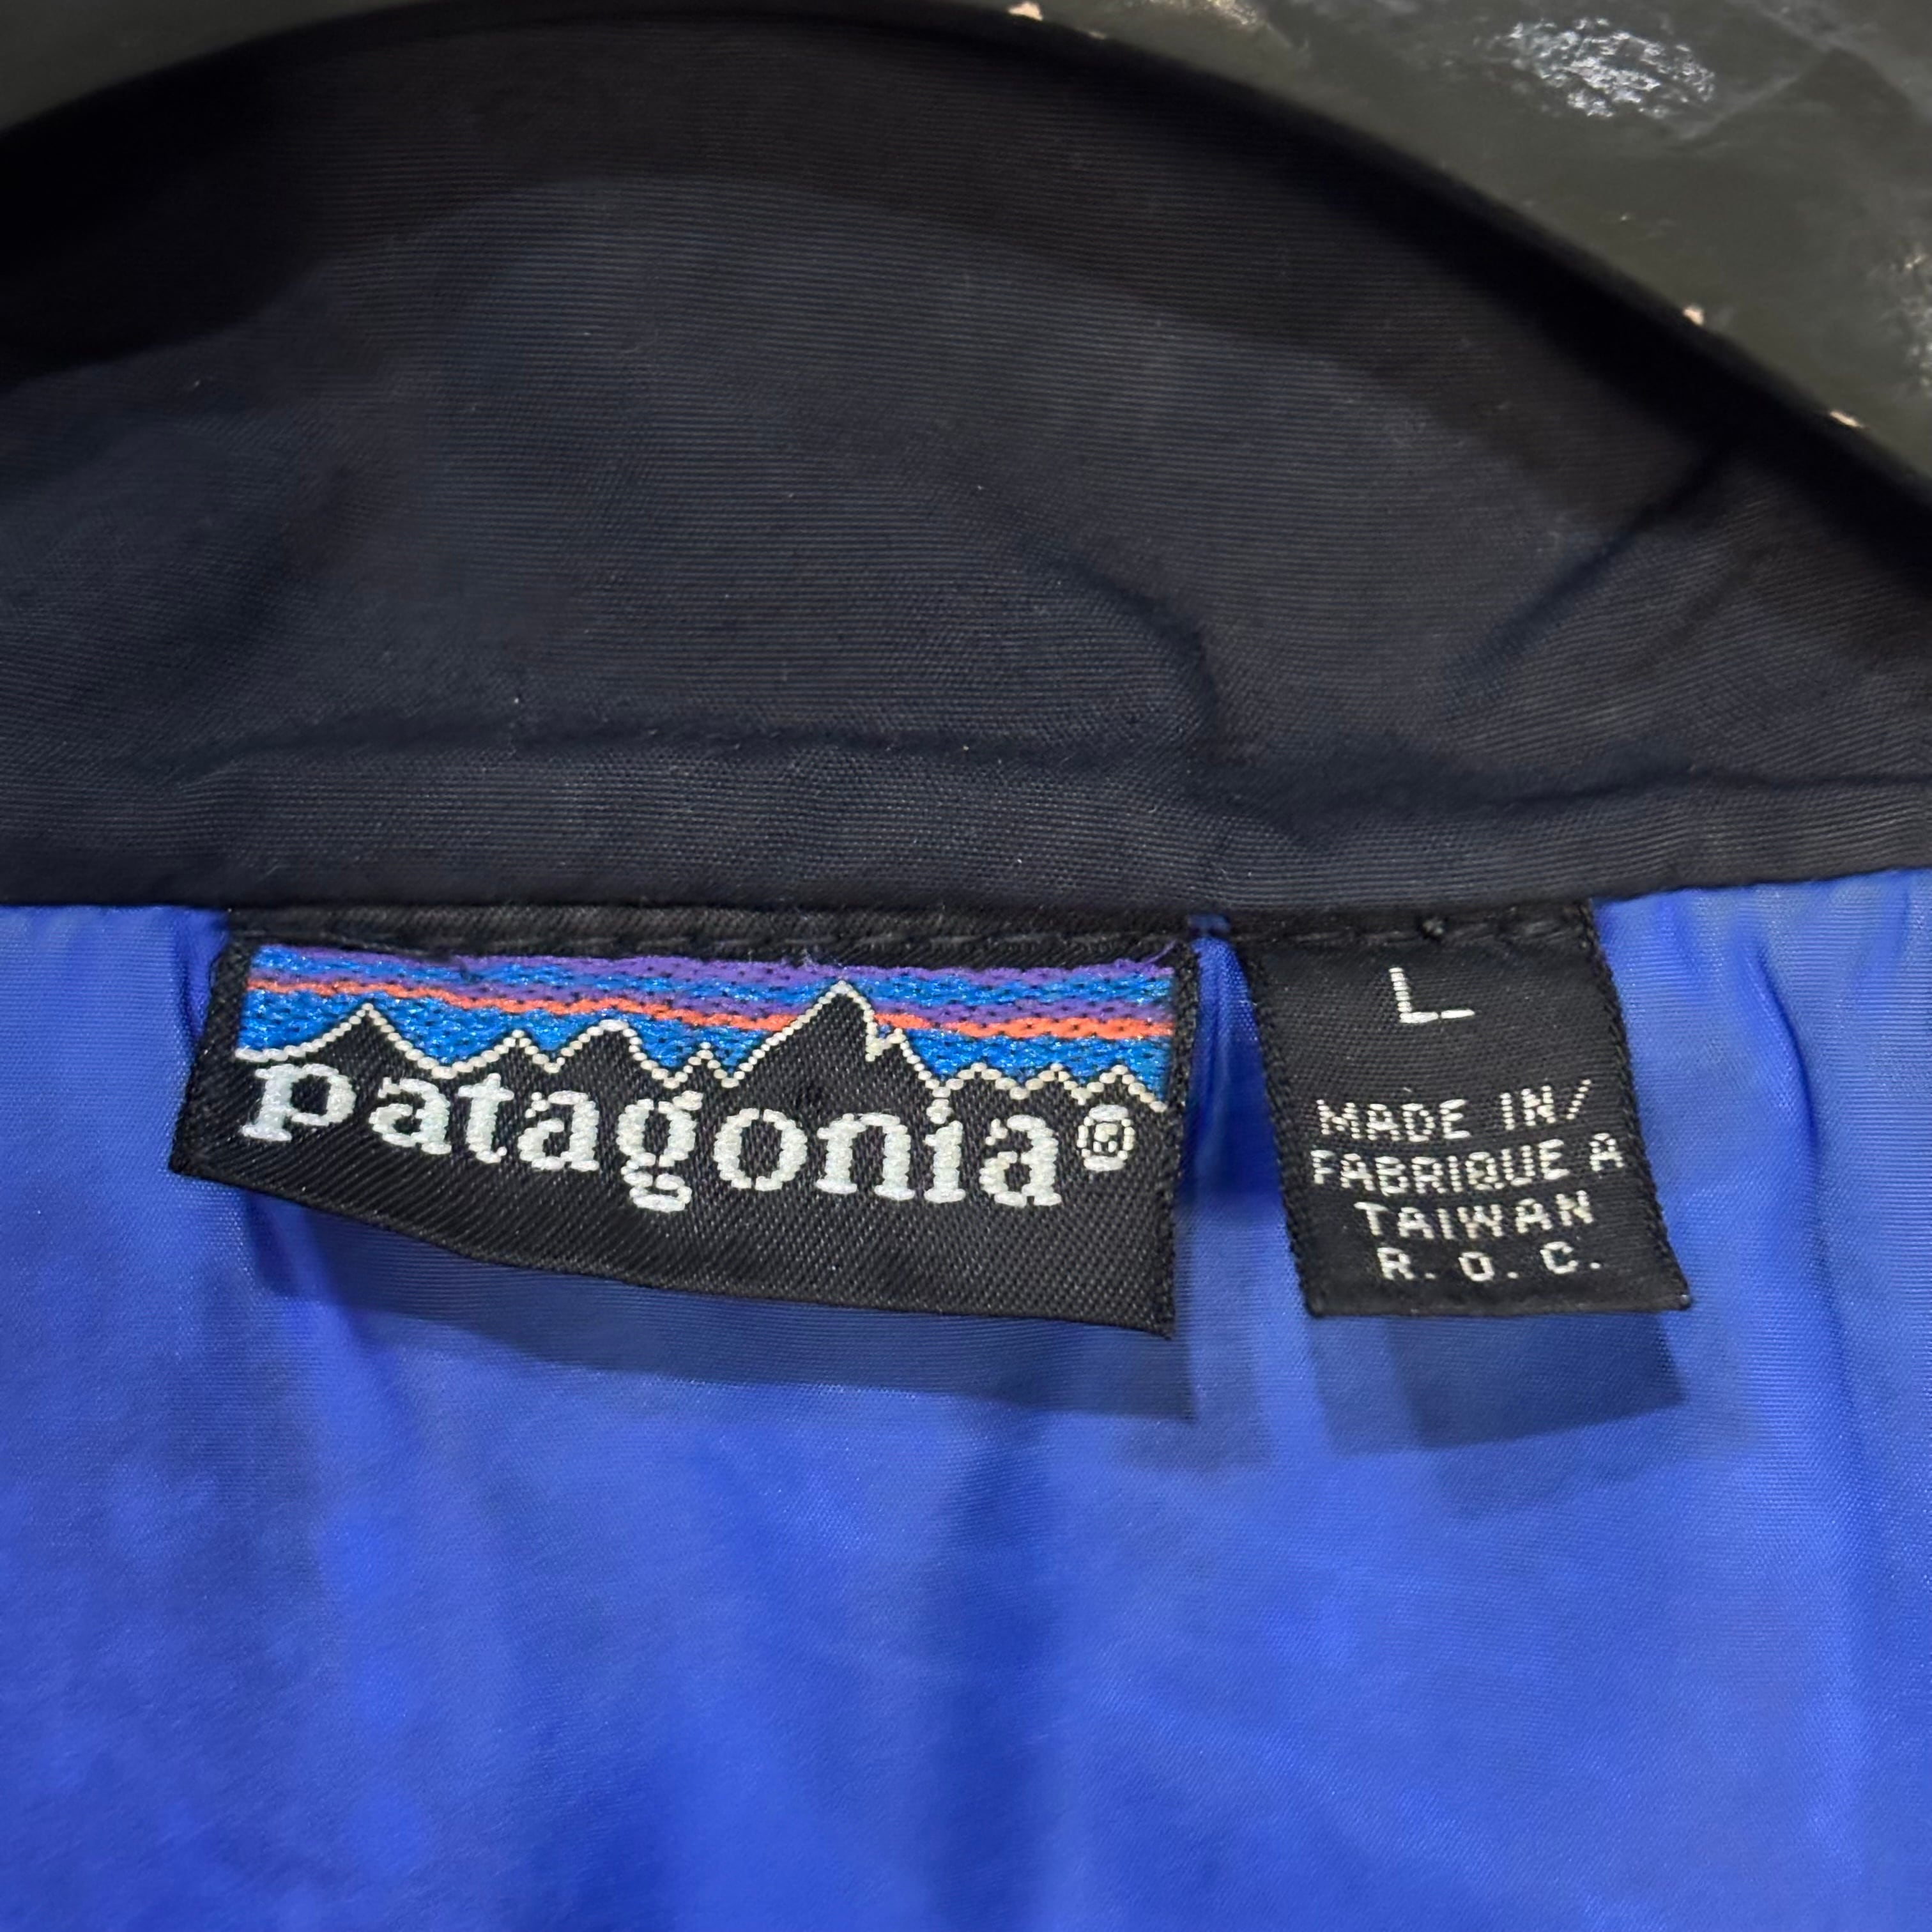 patagonia®
L
MADE IN/
FABRIQUE A
TAIWAN
R.O.C.